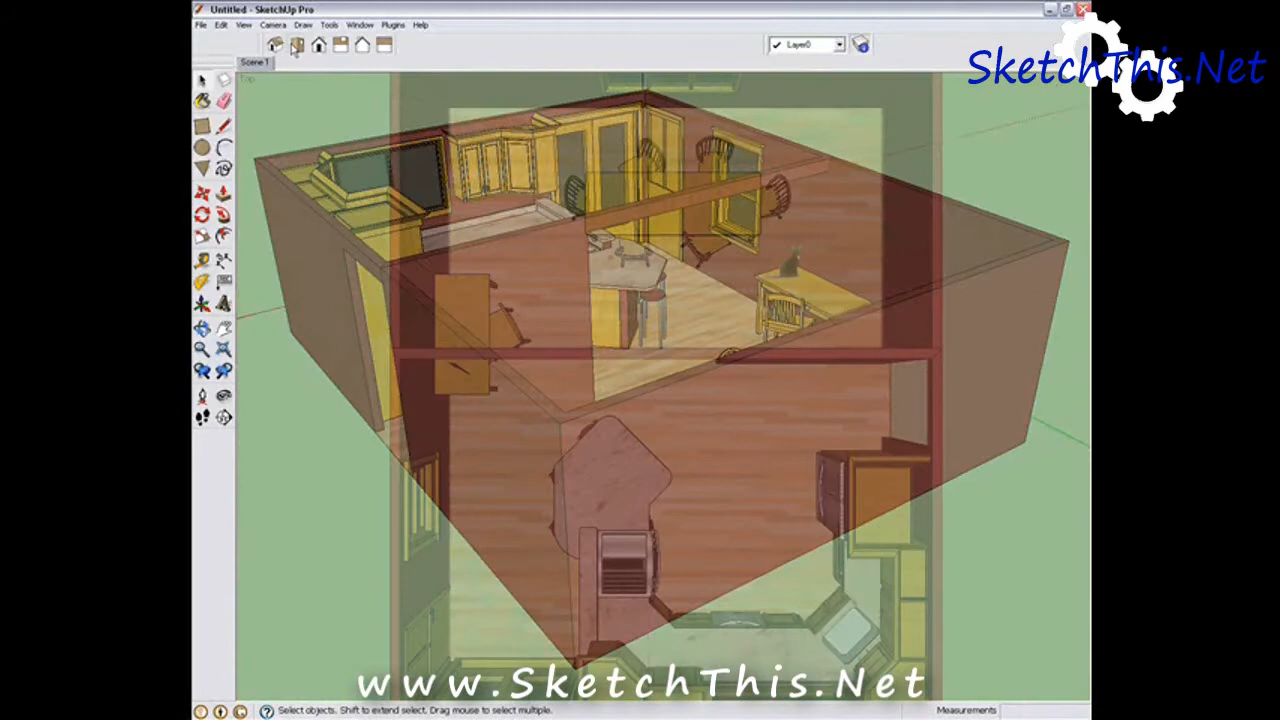 Untitled - SketchUp Pro
File Edit View Camera Draw Tools Window Plugins Help
Layer0
SketchThis.Net
Scene 1
Top
www.SketchThis.Net
Select objects. Shift to extend select. Drag mouse to select multiple.
Measurements